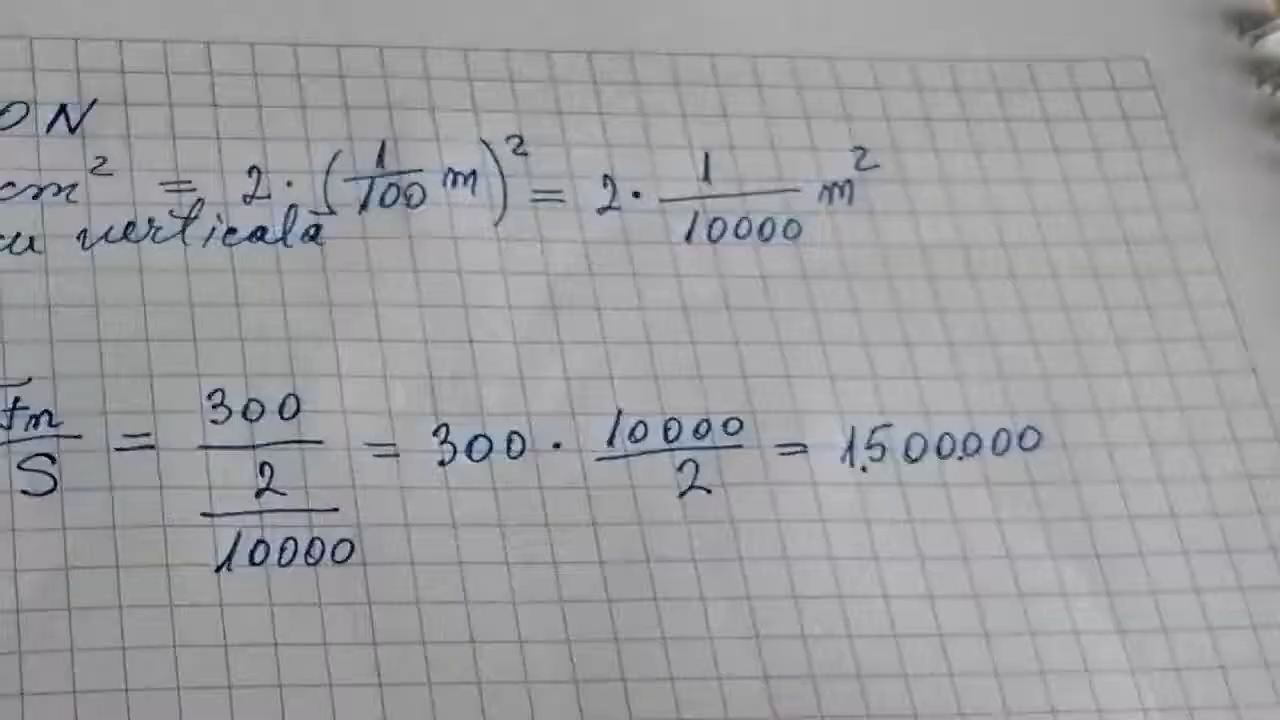 ON
cm² = 2 · (1/100 m)² = 2 · 1/10000 m²
cu verticala
Fn/S = 300/(2/10000) = 300 · 10000/2 = 1.500.000